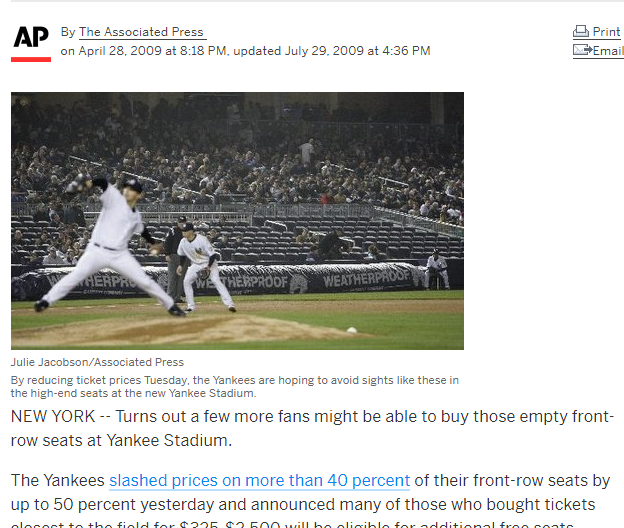 AP
By The Associated Press
on April 28, 2009 at 8:18 PM, updated July 29, 2009 at 4:36 PM
Print
Email
WEATHERPROOF
WEATHERPROOF
Julie Jacobson/Associated Press
By reducing ticket prices Tuesday, the Yankees are hoping to avoid sights like these in
the high-end seats at the new Yankee Stadium.
NEW YORK -- Turns out a few more fans might be able to buy those empty front-
row seats at Yankee Stadium.
The Yankees slashed prices on more than 40 percent of their front-row seats by
up to 50 percent yesterday and announced many of those who bought tickets
closest to the field for $325-$2,500 will be eligible for additional free seats.